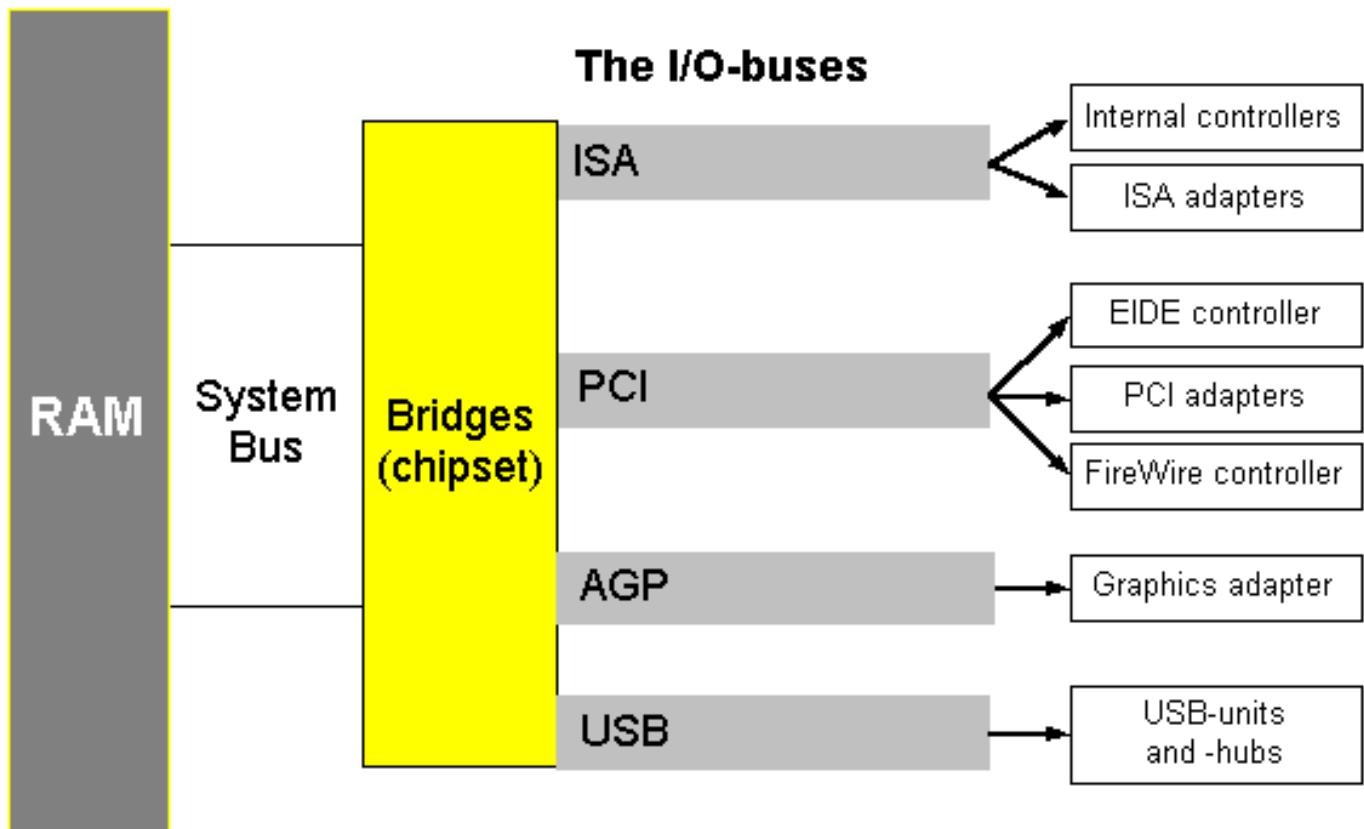 The I/O-buses
RAM
System
Bus
Bridges
(chipset)
ISA
Internal controllers
ISA adapters
PCI
EIDE controller
PCI adapters
FireWire controller
AGP
Graphics adapter
USB
USB-units
and -hubs